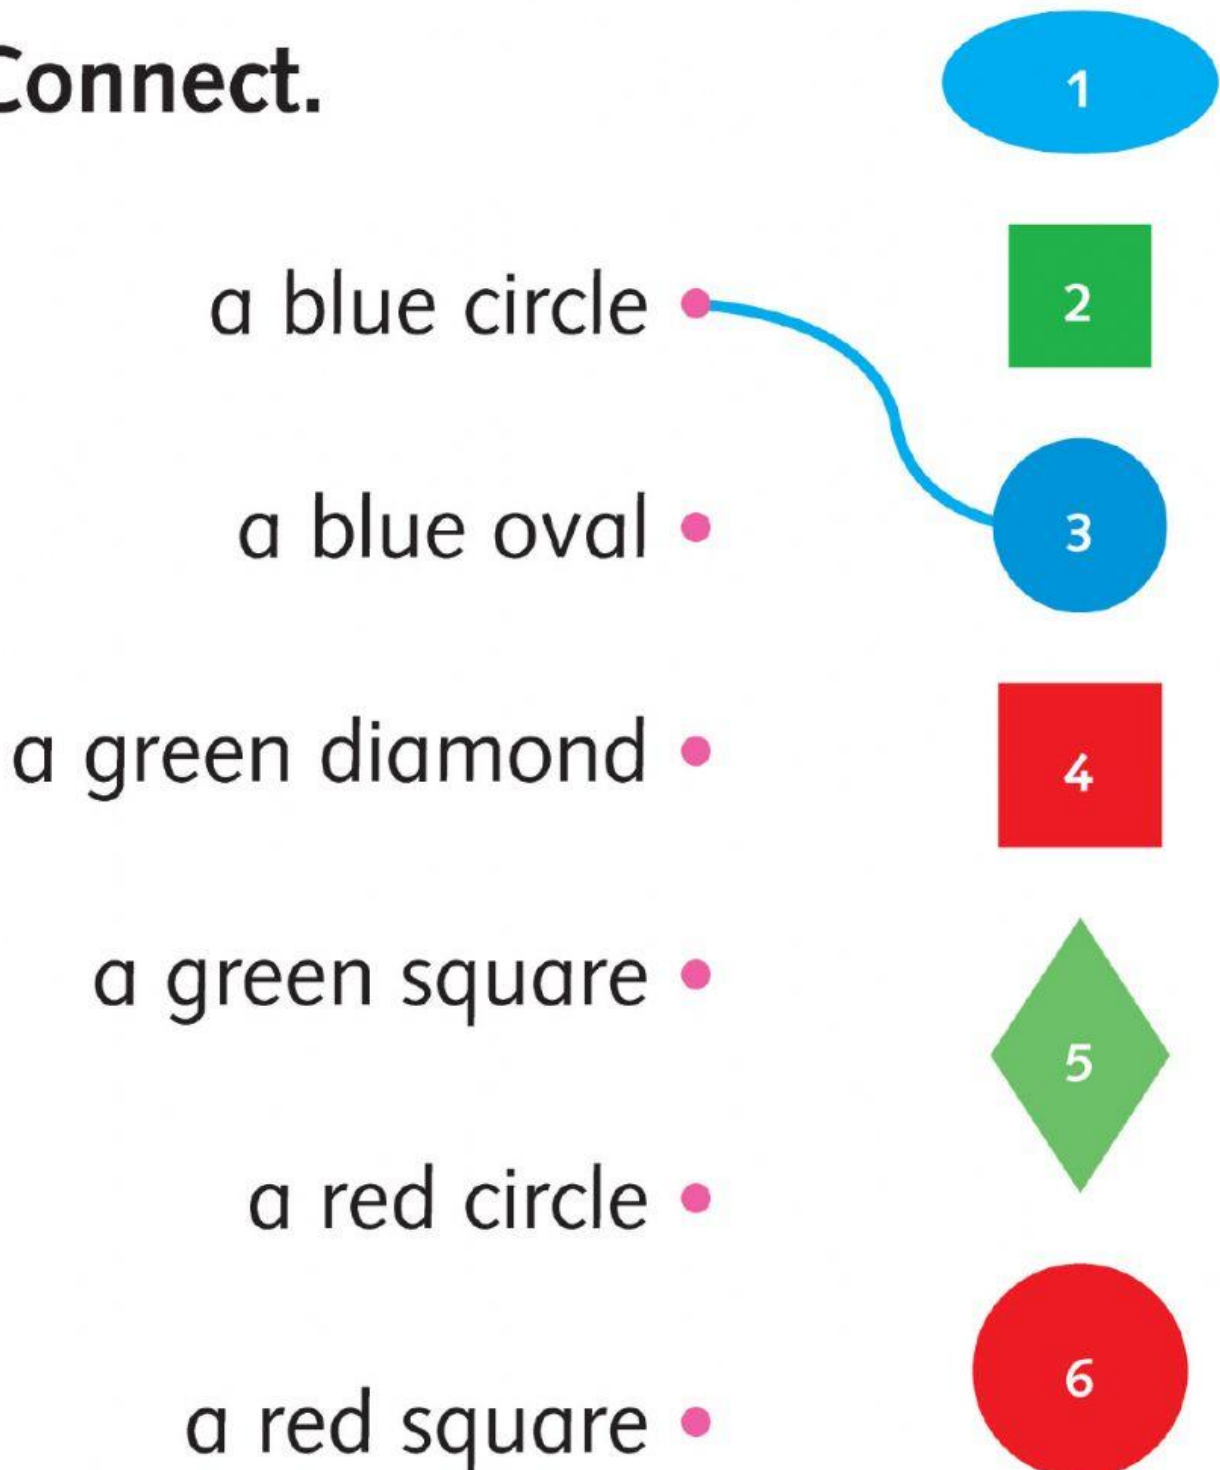 Connect.
1
a blue circle
2
a blue oval
3
a green diamond
4
a green square
5
a red circle
6
a red square